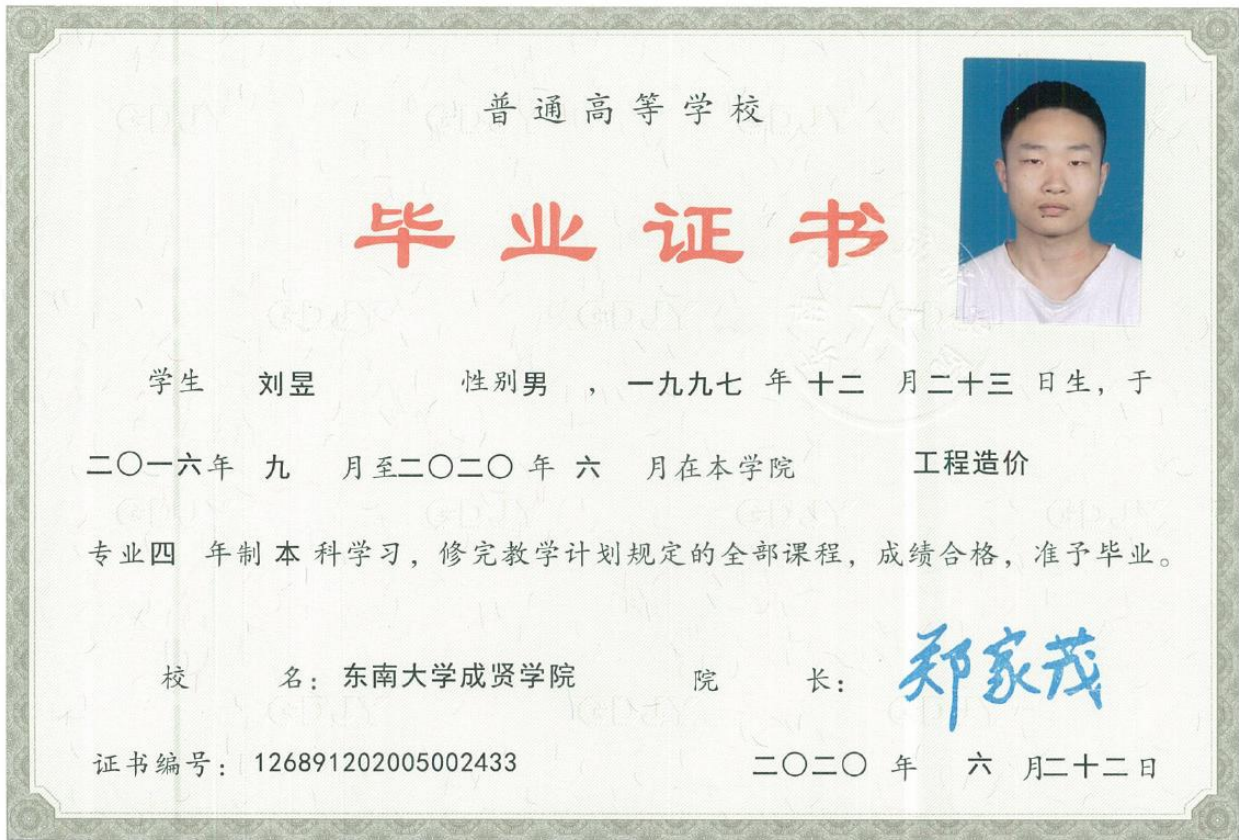 普通高等学校
毕业证书
学生 刘昱 性别男 ，一九九七 年 十二 月二十三 日生，于
二〇一六年 九 月至二〇二〇 年 六 月在本学院 工程造价
专业四 年制 本 科学习，修完教学计划规定的全部课程，成绩合格，准予毕业。
校 名：东南大学成贤学院 院 长：郑家茂
证书编号：126891202005002433 二〇二〇 年 六 月二十二日